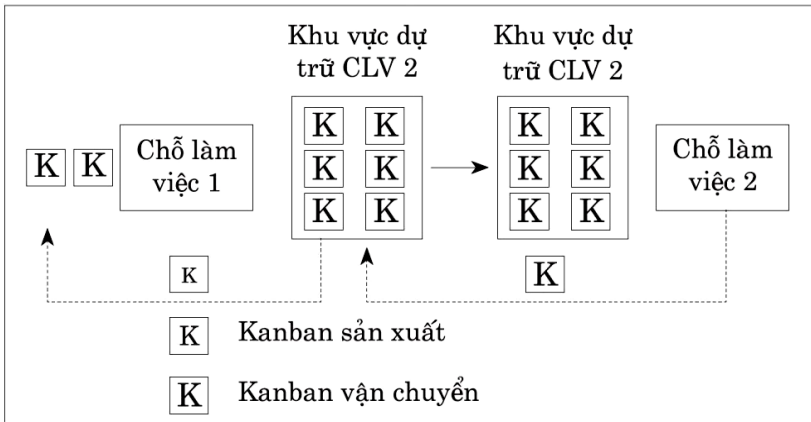 Khu vực dự
trữ CLV 2
Khu vực dự
trữ CLV 2
K K
Chỗ làm
việc 1
K K
K K
K K
K K
K K
K K
Chỗ làm
việc 2
K
K
K Kanban sản xuất
K Kanban vận chuyển